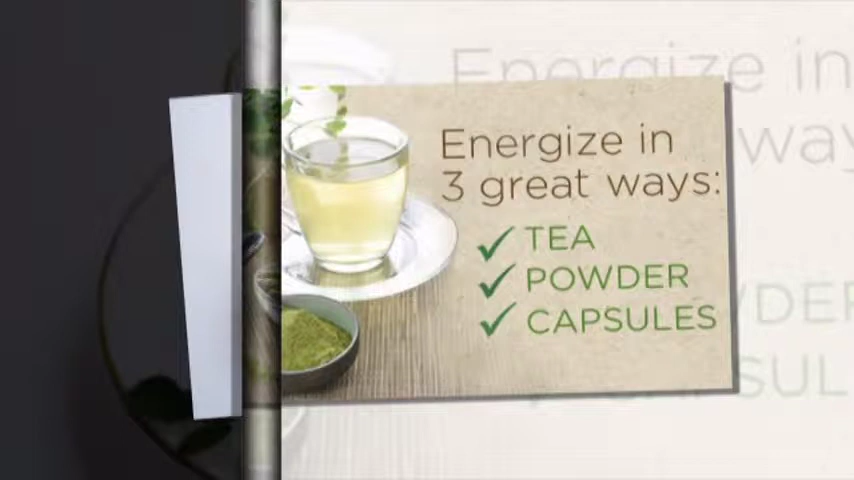 Energize in
3 great ways:
✓ TEA
✓ POWDER
✓ CAPSULES